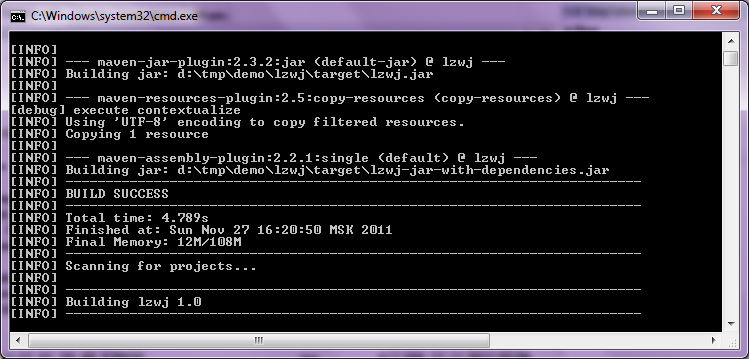 C:\Windows\system32\cmd.exe
[INFO]
[INFO] --- maven-jar-plugin:2.3.2:jar (default-jar) @ lzwj ---
[INFO] Building jar: d:\tmp\demo\lzwj\target\lzwj.jar
[INFO]
[INFO] --- maven-resources-plugin:2.5:copy-resources (copy-resources) @ lzwj ---
[debug] execute contextualize
[INFO] Using 'UTF-8' encoding to copy filtered resources.
[INFO] Copying 1 resource
[INFO]
[INFO] --- maven-assembly-plugin:2.2.1:single (default) @ lzwj ---
[INFO] Building jar: d:\tmp\demo\lzwj\target\lzwj-jar-with-dependencies.jar
[INFO] ------------------------------------------------------------------------
[INFO] BUILD SUCCESS
[INFO] ------------------------------------------------------------------------
[INFO] Total time: 4.789s
[INFO] Finished at: Sun Nov 27 16:20:50 MSK 2011
[INFO] Final Memory: 12M/108M
[INFO] ------------------------------------------------------------------------
[INFO] Scanning for projects...
[INFO]
[INFO] ------------------------------------------------------------------------
[INFO] Building lzwj 1.0
[INFO] ------------------------------------------------------------------------